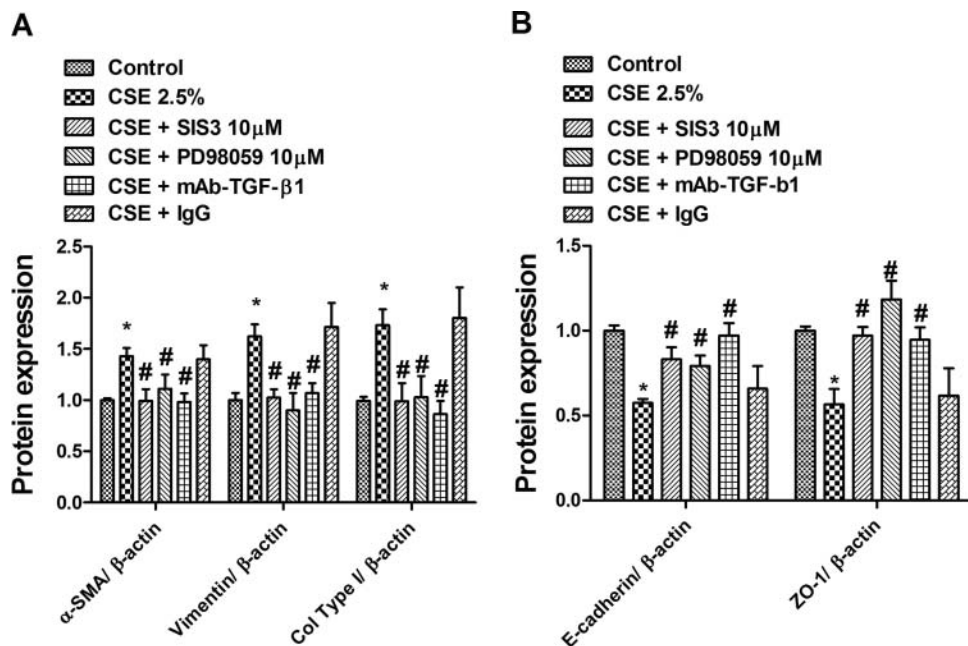 A
Control
CSE 2.5%
CSE + SIS3 10μM
CSE + PD98059 10μM
CSE + mAb-TGF-β1
CSE + IgG
Protein expression
2.5
2.0
1.5
1.0
0.5
0.0
*
#
#
#
*
#
#
#
*
#
#
#
α-SMA/ β-actin
Vimentin/ β-actin
Col Type I/ β-actin
B
Control
CSE 2.5%
CSE + SIS3 10μM
CSE + PD98059 10μM
CSE + mAb-TGF-b1
CSE + IgG
Protein expression
1.5
1.0
0.5
0.0
*
#
#
#
*
#
#
#
E-cadherin/ β-actin
ZO-1/ β-actin